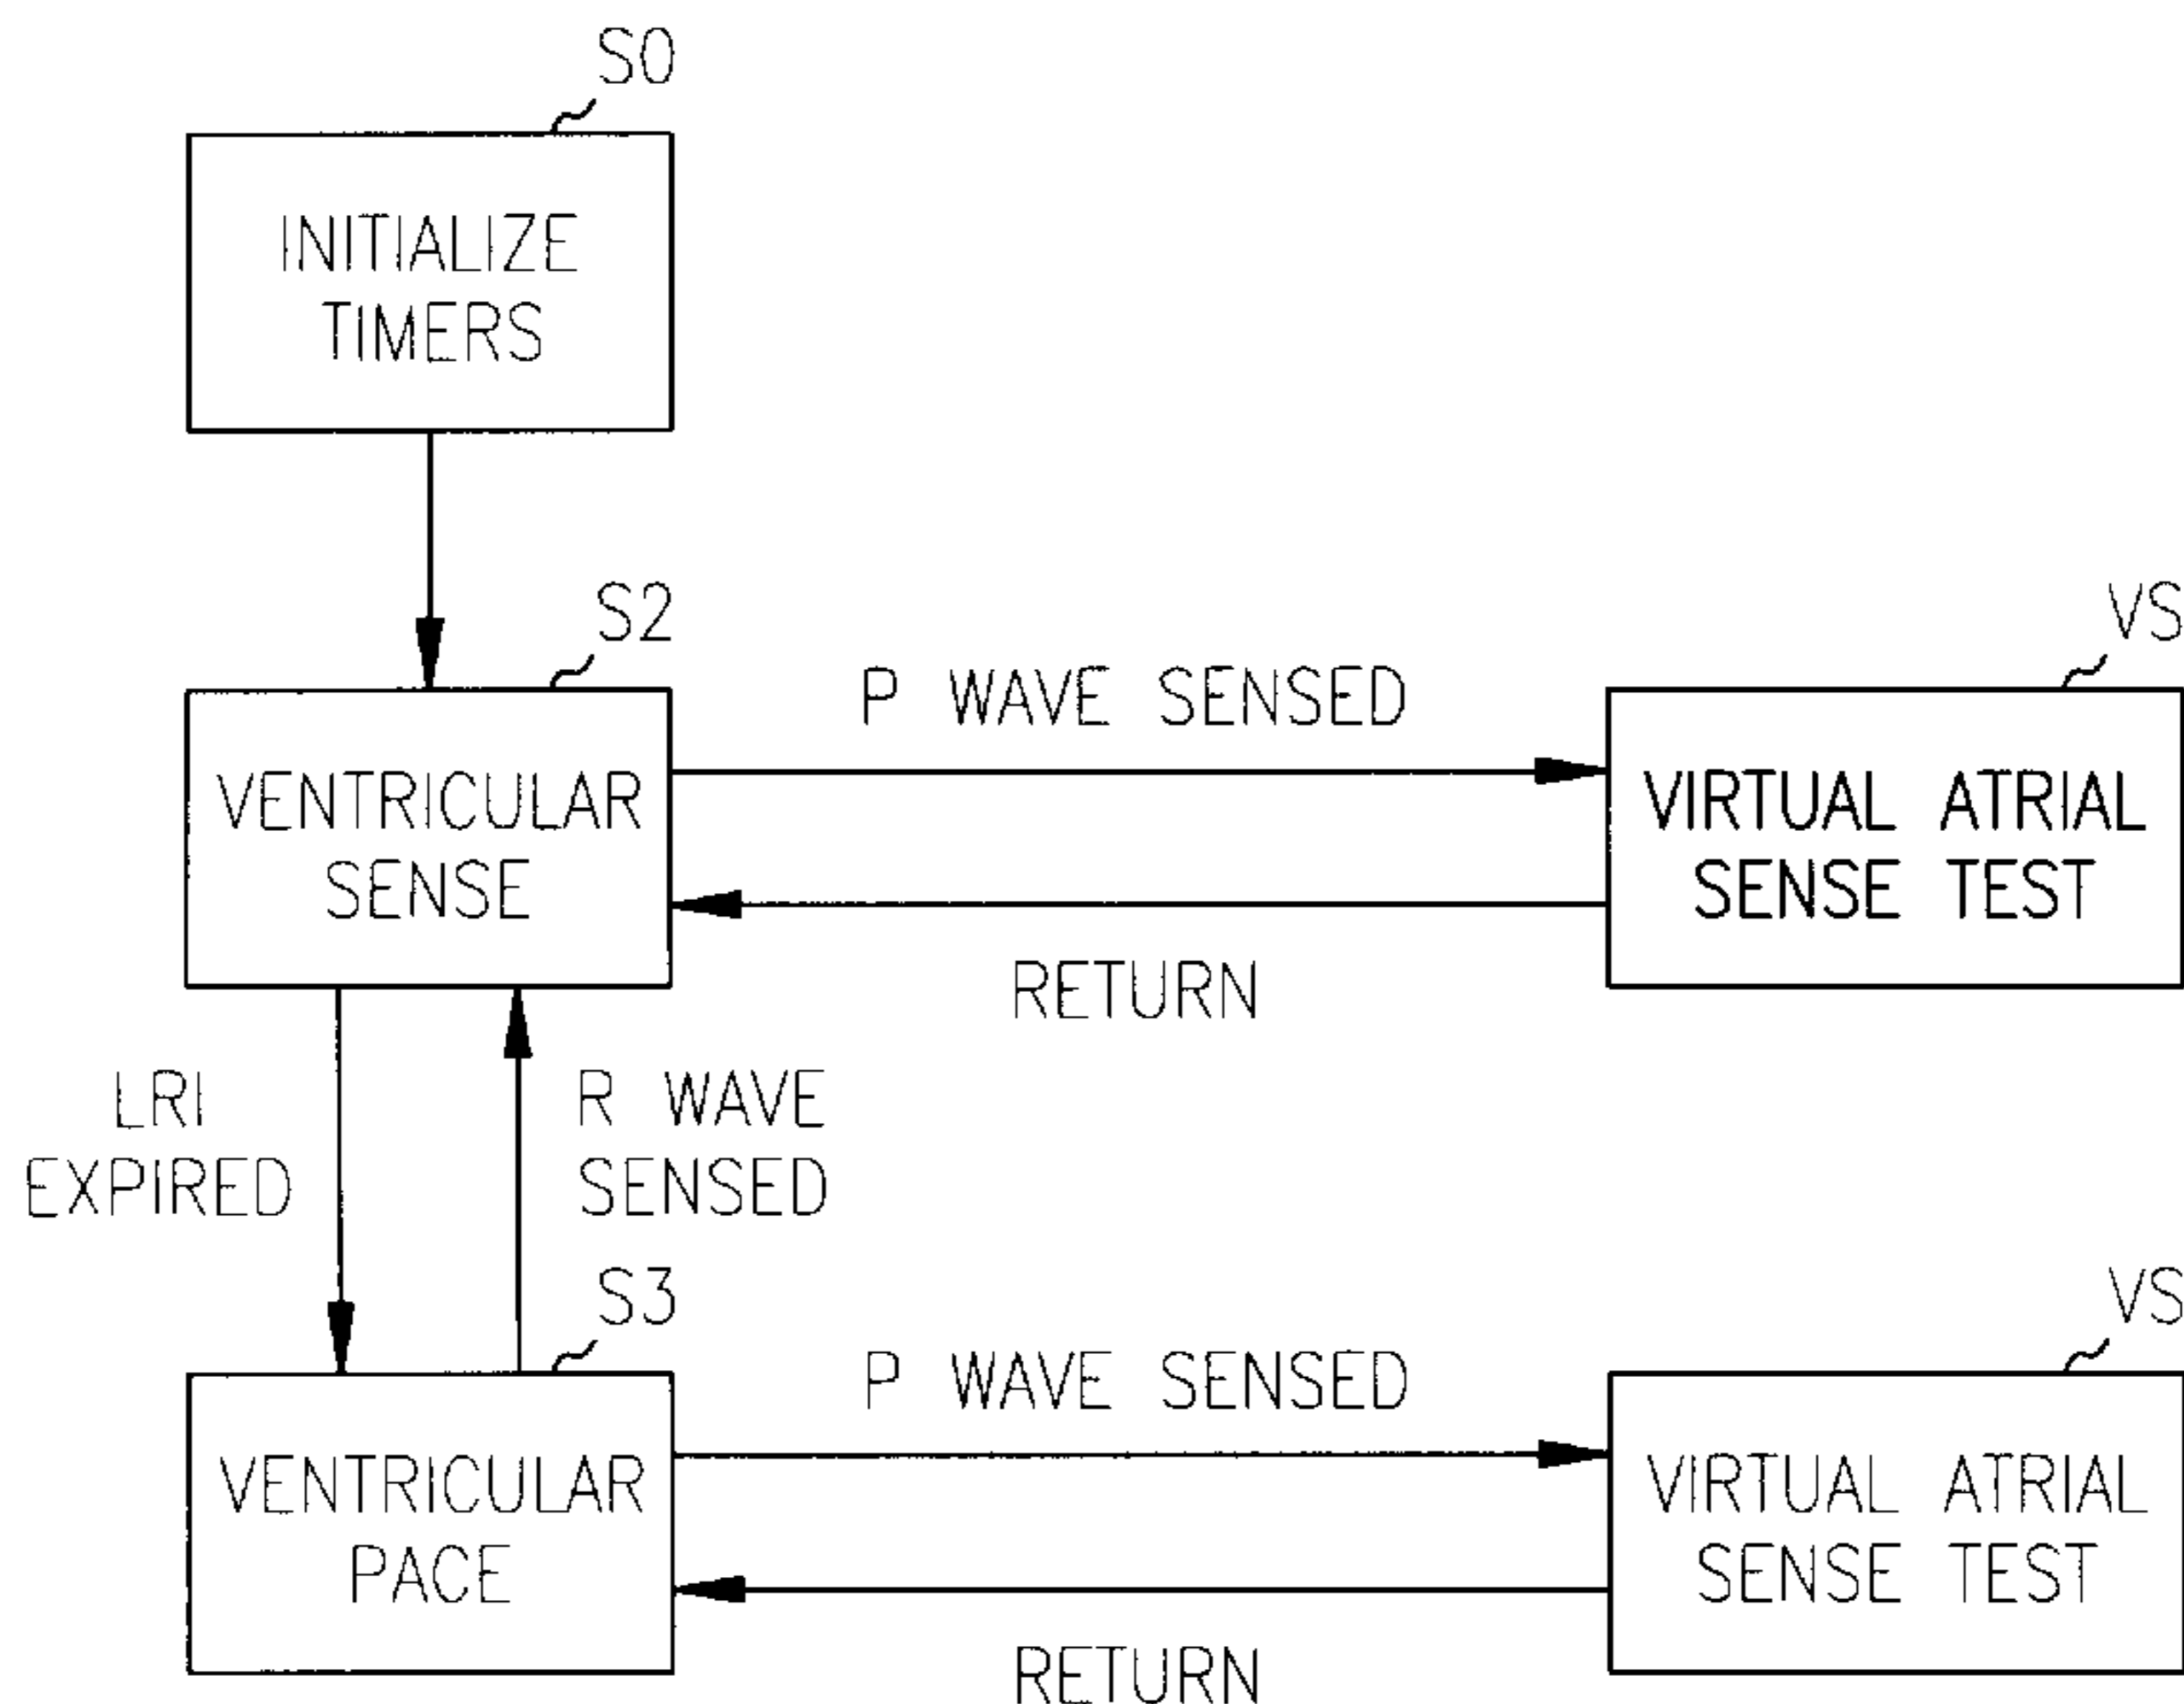 S0
INITIALIZE
TIMERS
S2
VS
P WAVE SENSED
VENTRICULAR
SENSE
VIRTUAL ATRIAL
SENSE TEST
RETURN
LRI
EXPIRED
R WAVE
SENSED
S3
VS
P WAVE SENSED
VENTRICULAR
PACE
VIRTUAL ATRIAL
SENSE TEST
RETURN